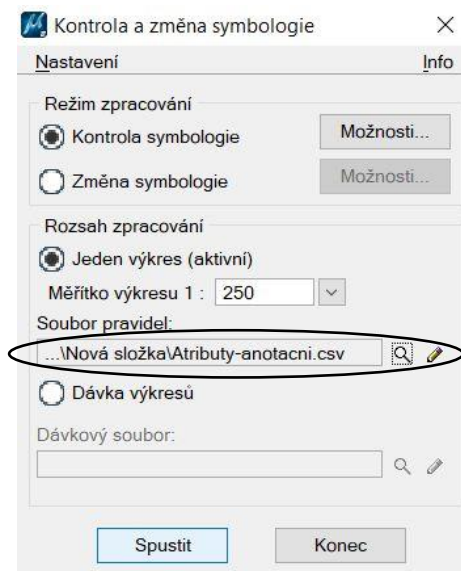 Kontrola a změna symbologie
Nastavení Info
Režim zpracování
Kontrola symbologie Možnosti...
Změna symbologie Možnosti...
Rozsah zpracování
Jeden výkres (aktivní)
Měřítko výkresu 1 : 250
Soubor pravidel:
...\Nová složka\Atributy-anotacni.csv
Dávka výkresů
Dávkový soubor:
Spustit Konec